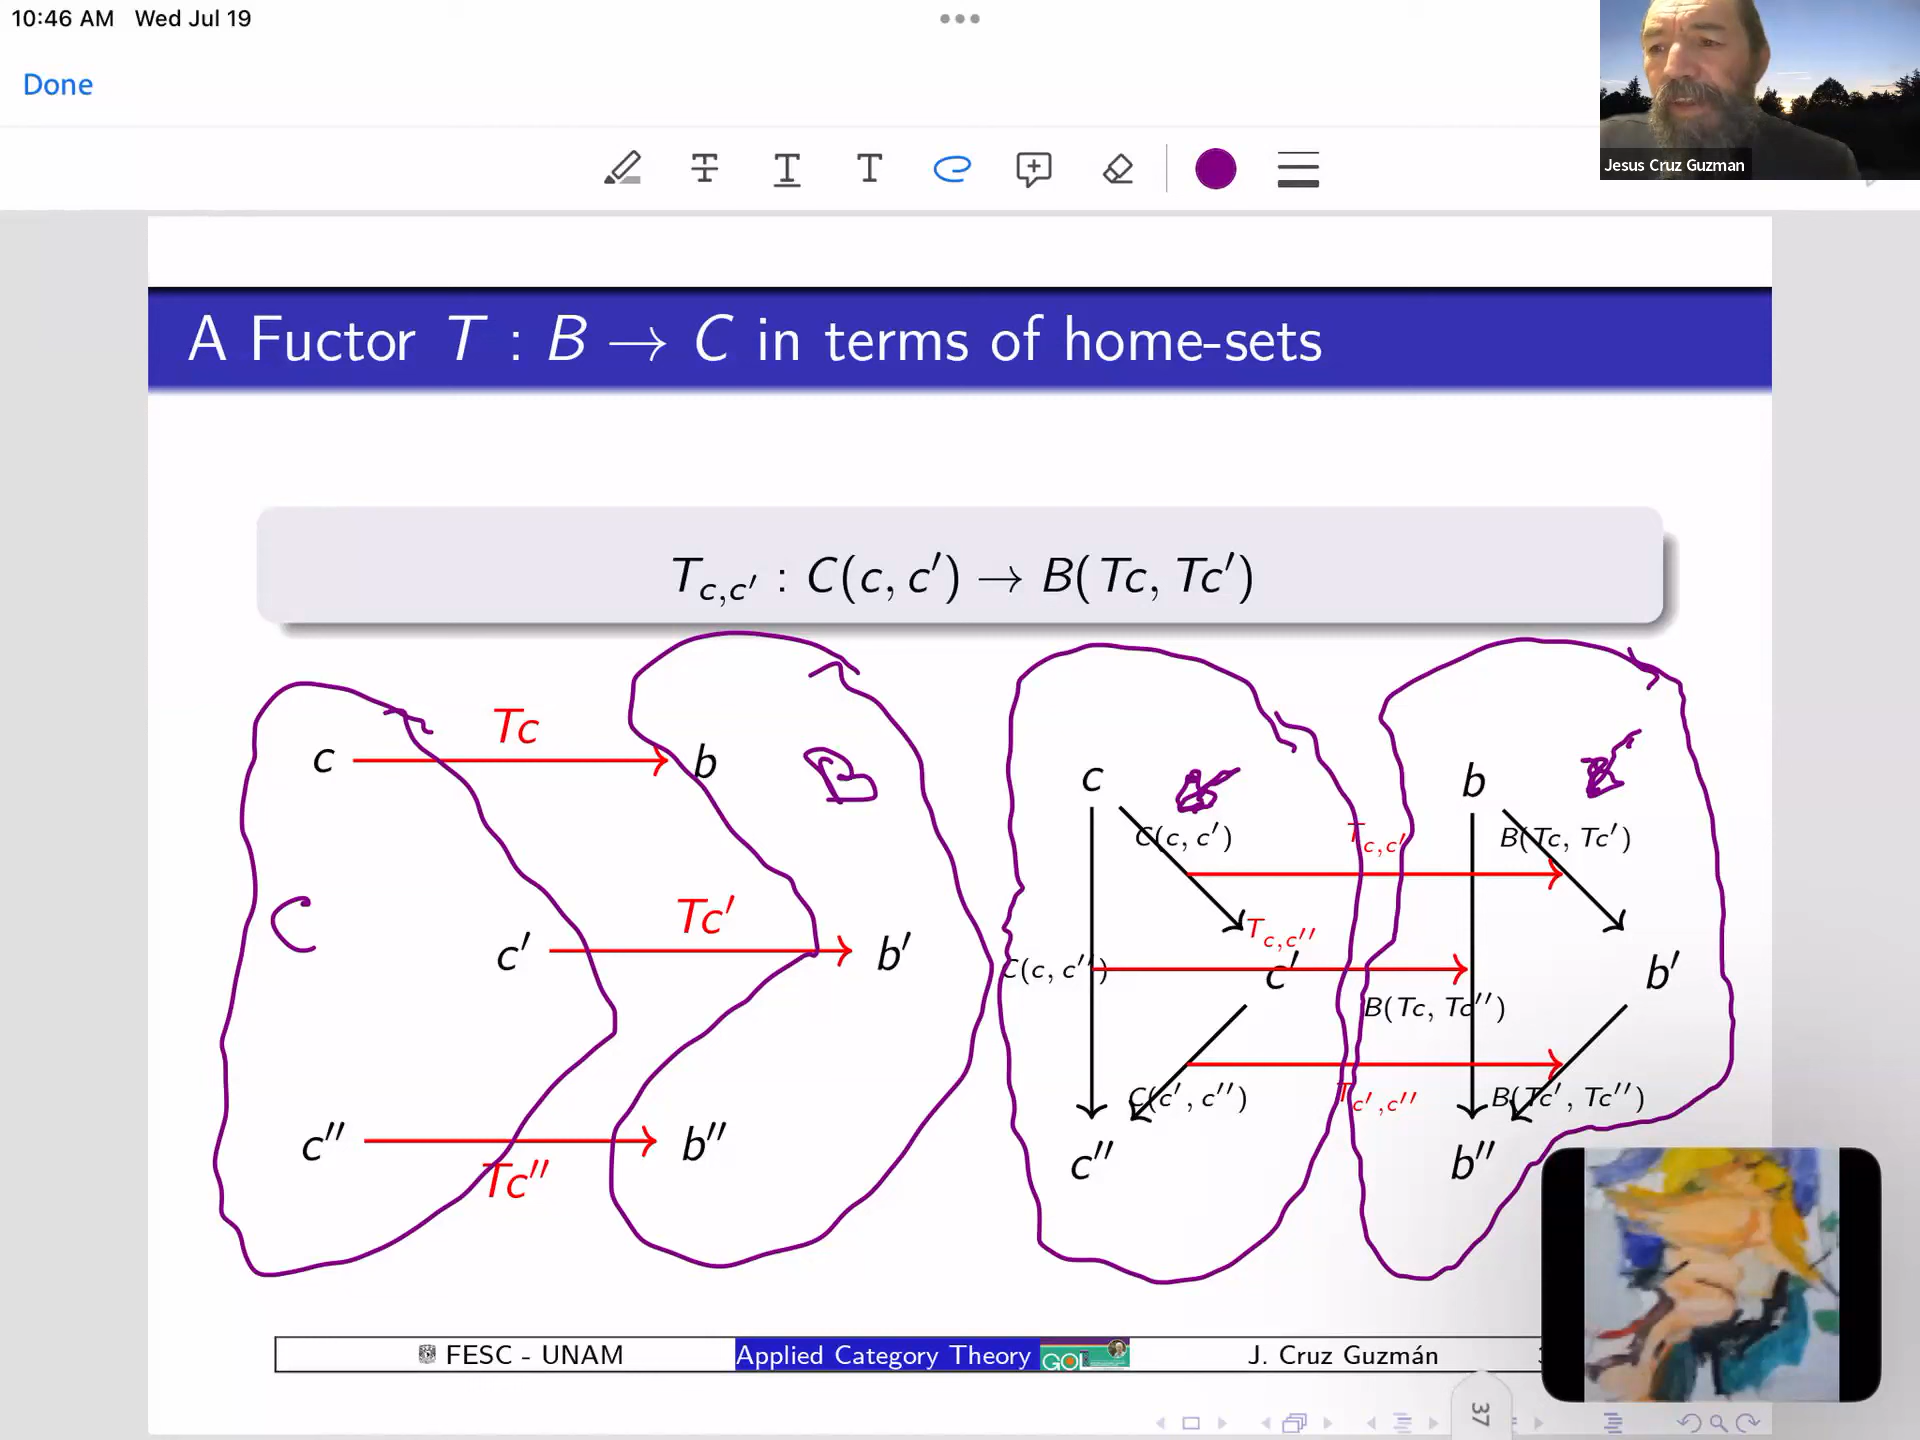 10:46 AM Wed Jul 19
Done
Jesus Cruz Guzman
A Fuctor T : B → C in terms of home-sets
T_{c,c′} : C(c, c′) → B(Tc, Tc′)
c Tc b B
c′ Tc′ b′
C
c″ Tc″ b″
c b
C(c, c′) T_{c,c′} B(Tc, Tc′)
T_{c,c″}
C(c, c″) c′ b′
B(Tc, Tc″)
C(c′, c″) T_{c′,c″} B(Tc′, Tc″)
c″ b″
FESC - UNAM Applied Category Theory GO! J. Cruz Guzmán
37